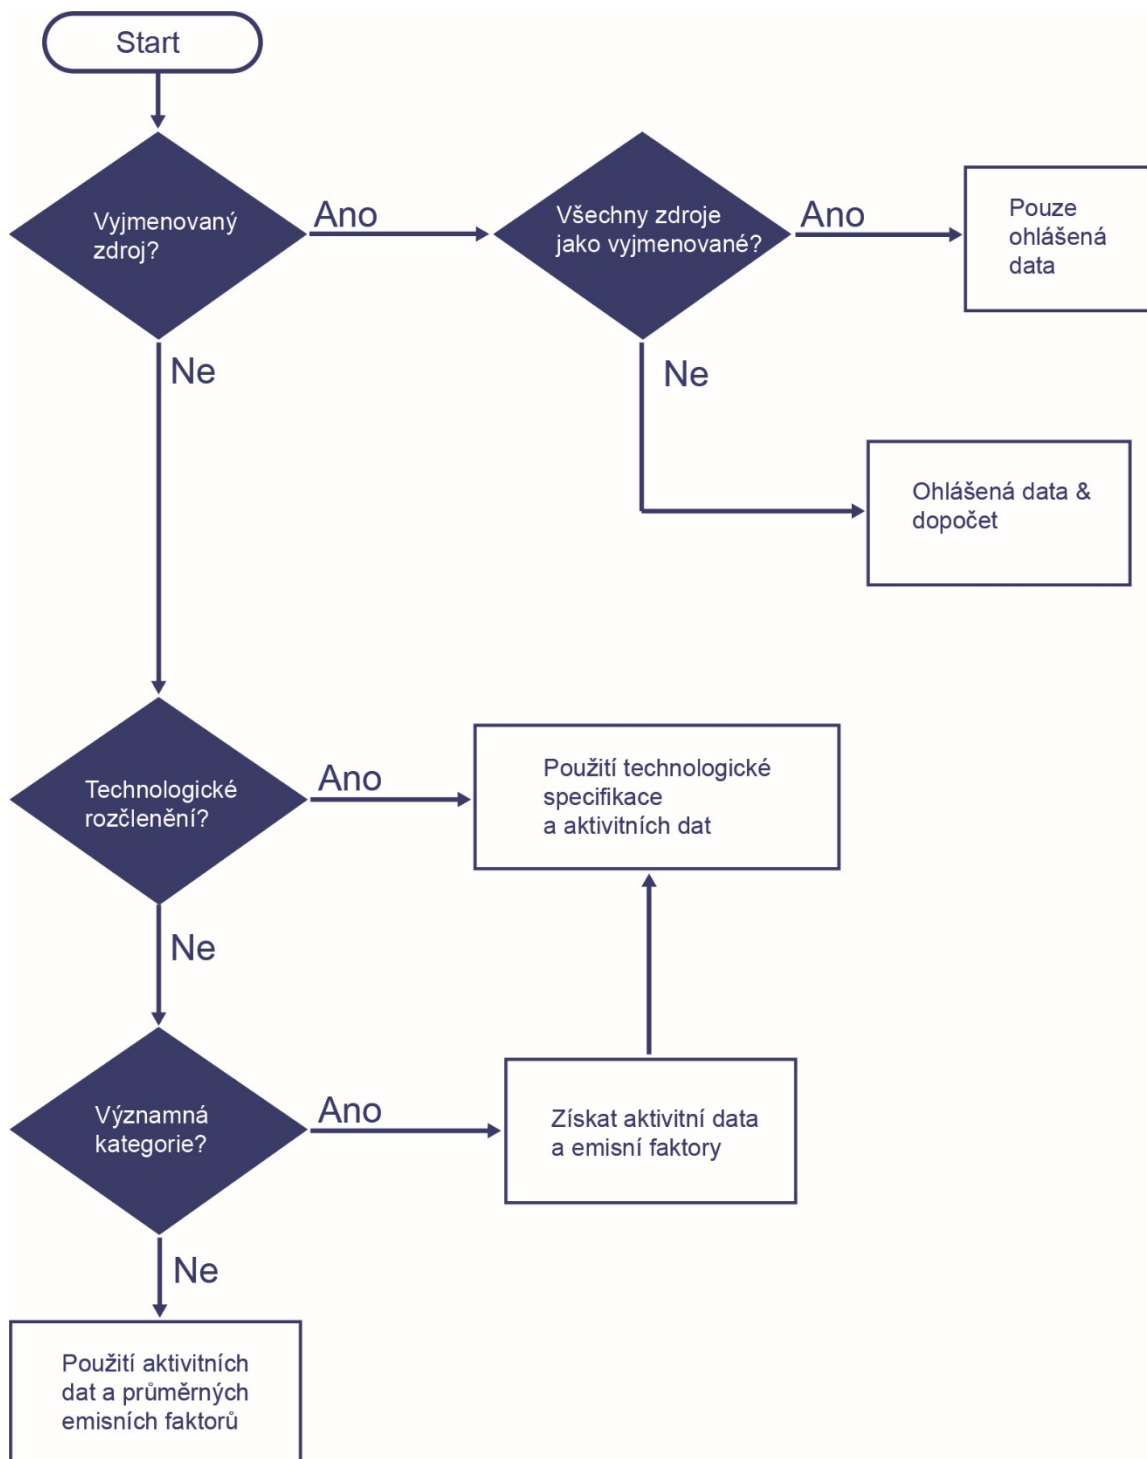 Start
Vyjmenovaný
zdroj?
Ano
Všechny zdroje
jako vyjmenované?
Ano
Pouze
ohlášená
data
Ne
Ne
Ohlášená data &
dopočet
Technologické
rozčlenění?
Ano
Použití technologické
specifikace
a aktivitních dat
Ne
Významná
kategorie?
Ano
Získat aktivitní data
a emisní faktory
Ne
Použití aktivitních
dat a průměrných
emisních faktorů